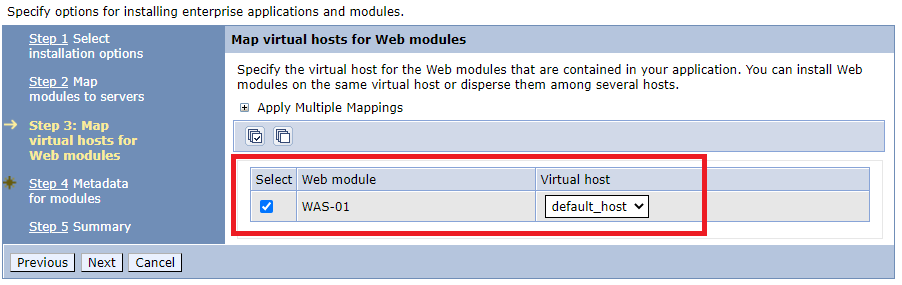 Specify options for installing enterprise applications and modules.
Step 1 Select
installation options
Step 2 Map
modules to servers
Step 3: Map
virtual hosts for
Web modules
Step 4 Metadata
for modules
Step 5 Summary
Map virtual hosts for Web modules
Specify the virtual host for the Web modules that are contained in your application. You can install Web
modules on the same virtual host or disperse them among several hosts.
Apply Multiple Mappings
Select Web module Virtual host
WAS-01 default_host
Previous Next Cancel